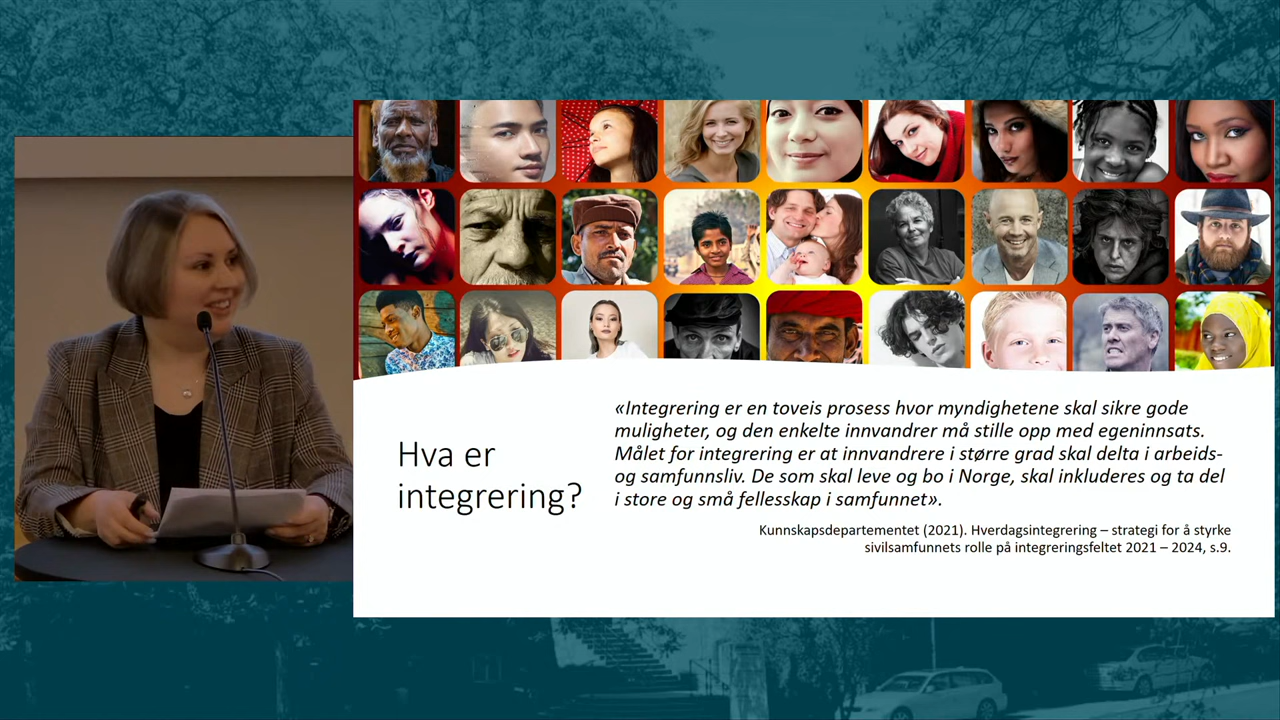 Hva er
integrering?
«Integrering er en toveis prosess hvor myndighetene skal sikre gode
muligheter, og den enkelte innvandrer må stille opp med egeninnsats.
Målet for integrering er at innvandrere i større grad skal delta i arbeids-
og samfunnsliv. De som skal leve og bo i Norge, skal inkluderes og ta del
i store og små fellesskap i samfunnet».
Kunnskapsdepartementet (2021). Hverdagsintegrering – strategi for å styrke
sivilsamfunnets rolle på integreringsfeltet 2021 – 2024, s.9.